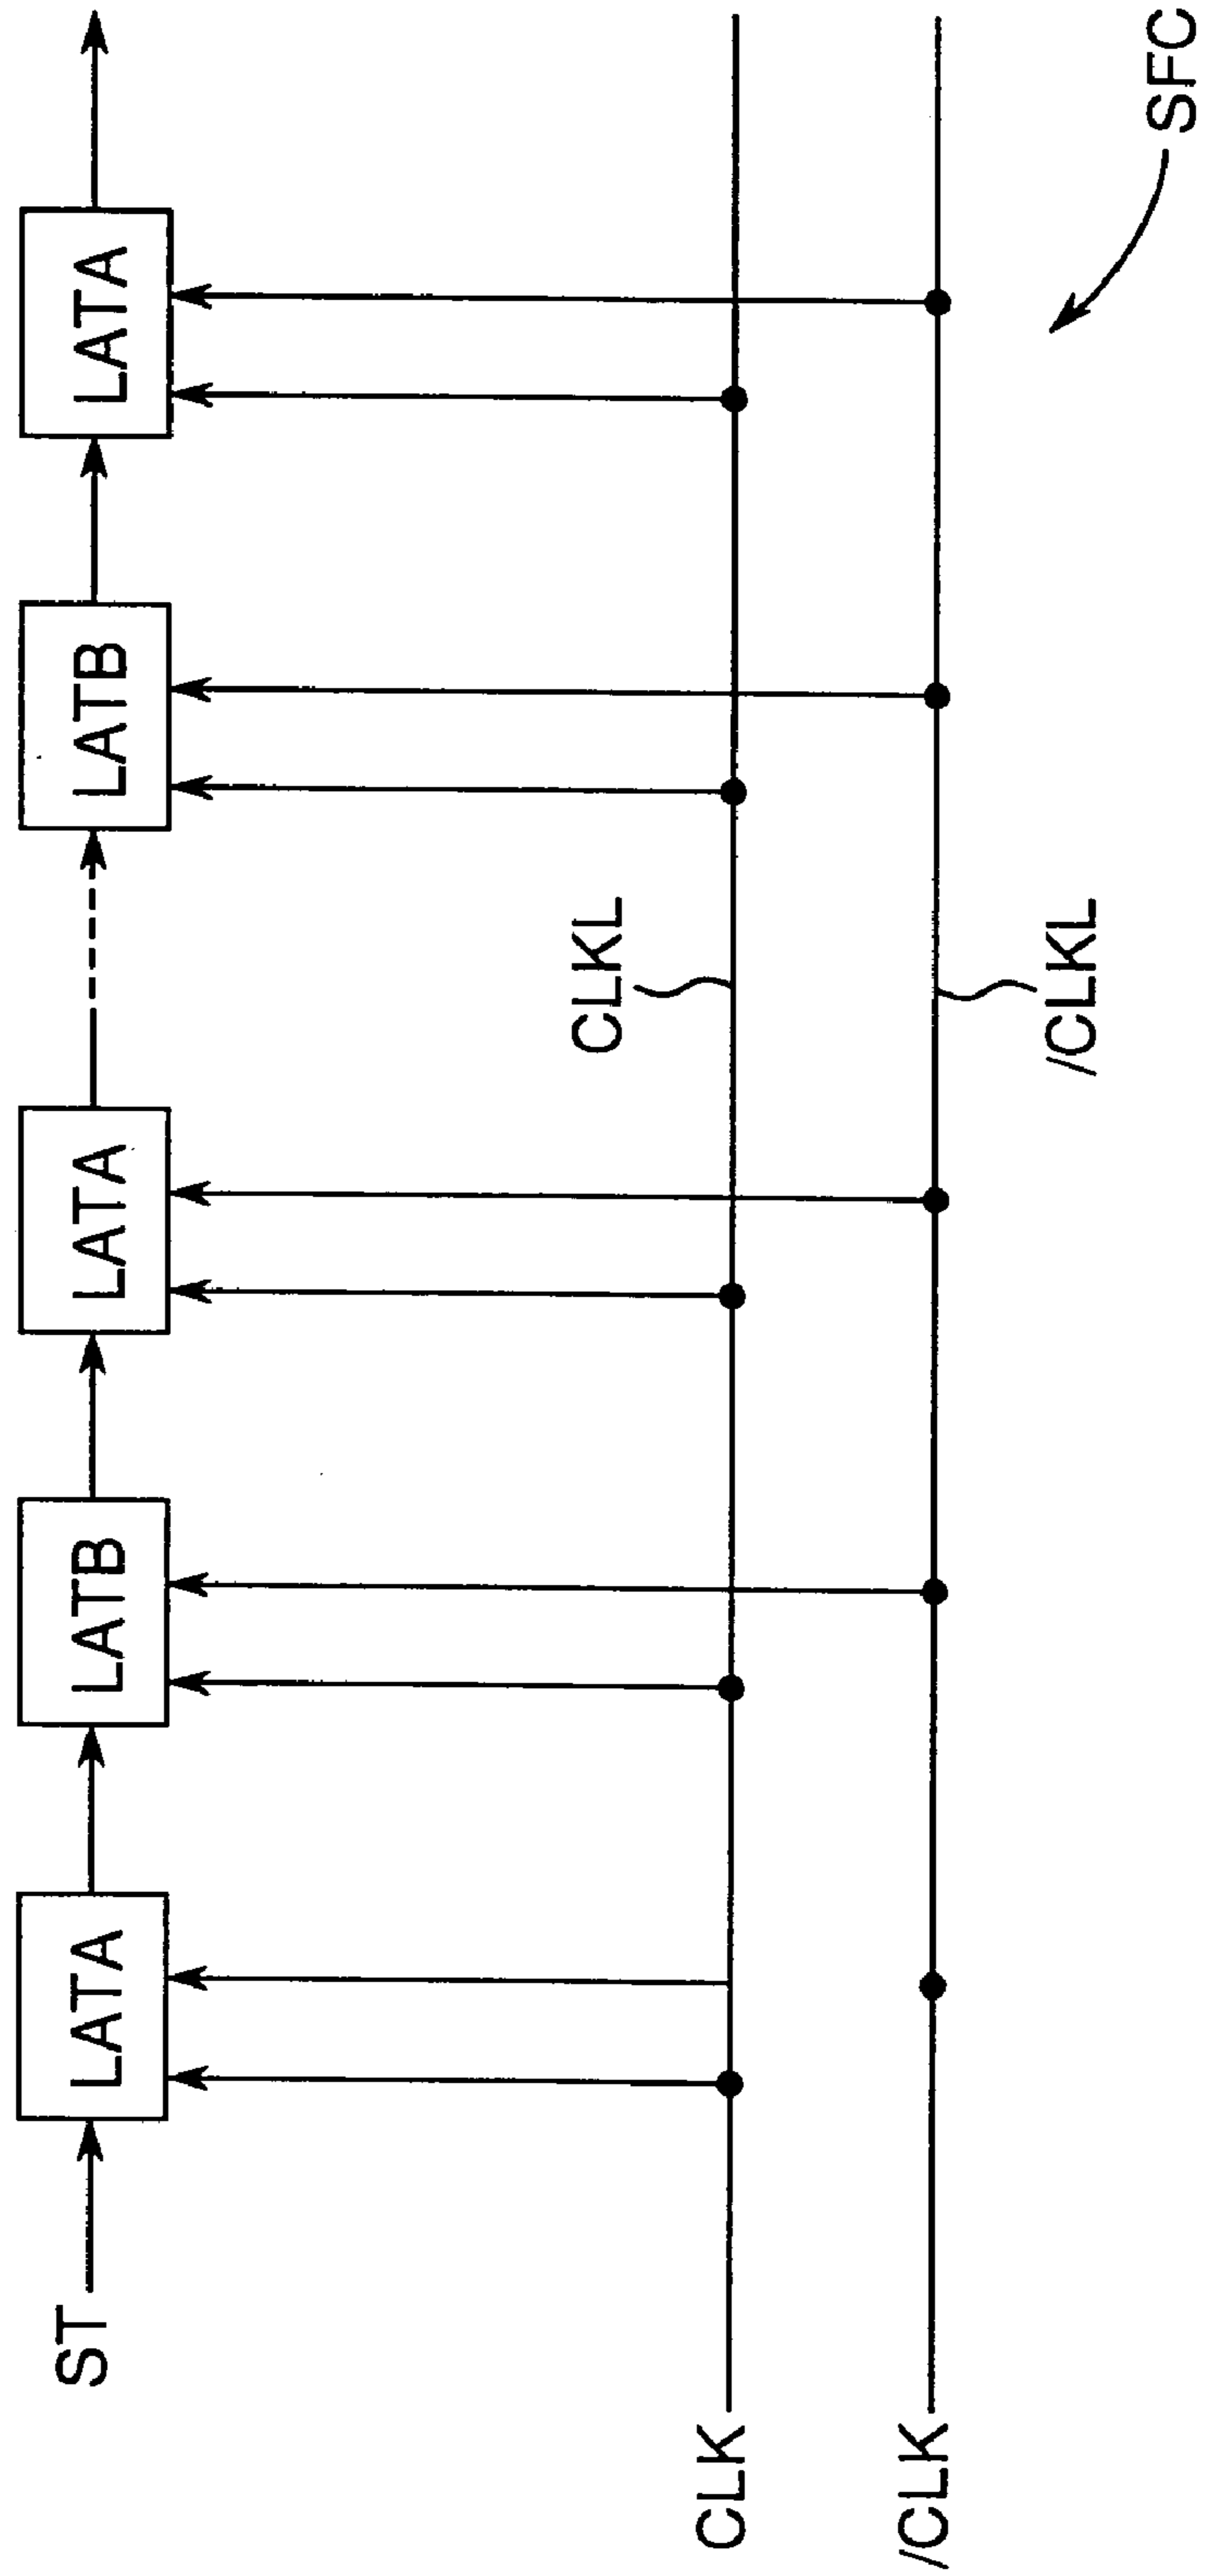 ST
LATA
LATB
LATA
LATB
LATA
CLKL
CLK
/CLK
/CLKL
SFC